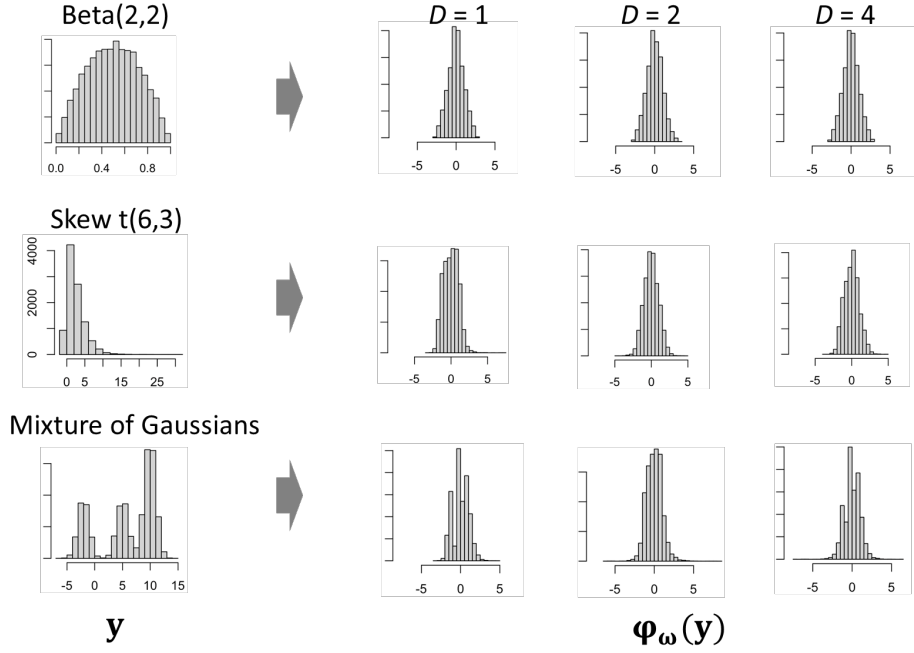 Beta(2,2) D = 1 D = 2 D = 4
0.0 0.4 0.8 -5 0 5 -5 0 5 -5 0 5
Skew t(6,3)
4000
2000
0
0 5 15 25 -5 0 5 -5 0 5 -5 0 5
Mixture of Gaussians
-5 0 5 10 15 -5 0 5 -5 0 5 -5 0 5
y φω(y)